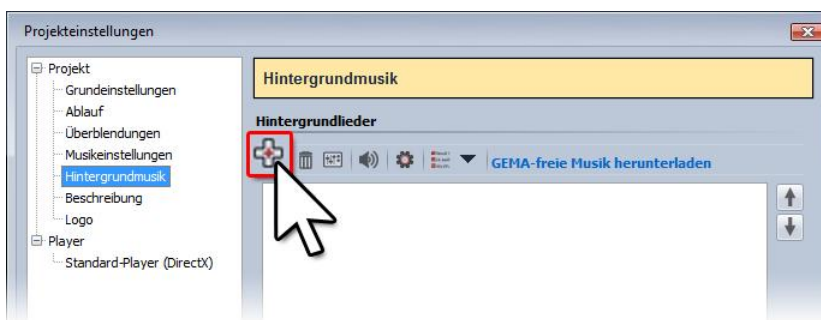 Projekteinstellungen
Projekt
Grundeinstellungen
Ablauf
Überblendungen
Musikeinstellungen
Hintergrundmusik
Beschreibung
Logo
Player
Standard-Player (DirectX)
Hintergrundmusik
Hintergrundlieder
GEMA-freie Musik herunterladen